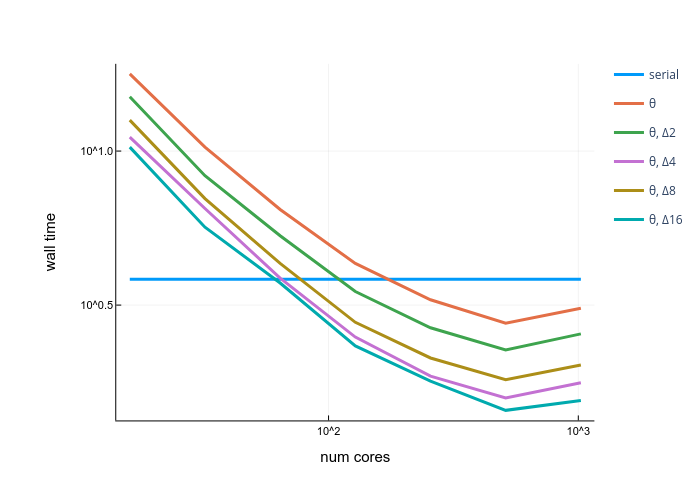 serial
θ
θ, Δ2
θ, Δ4
θ, Δ8
θ, Δ16
10^1.0
10^0.5
wall time
10^2
10^3
num cores